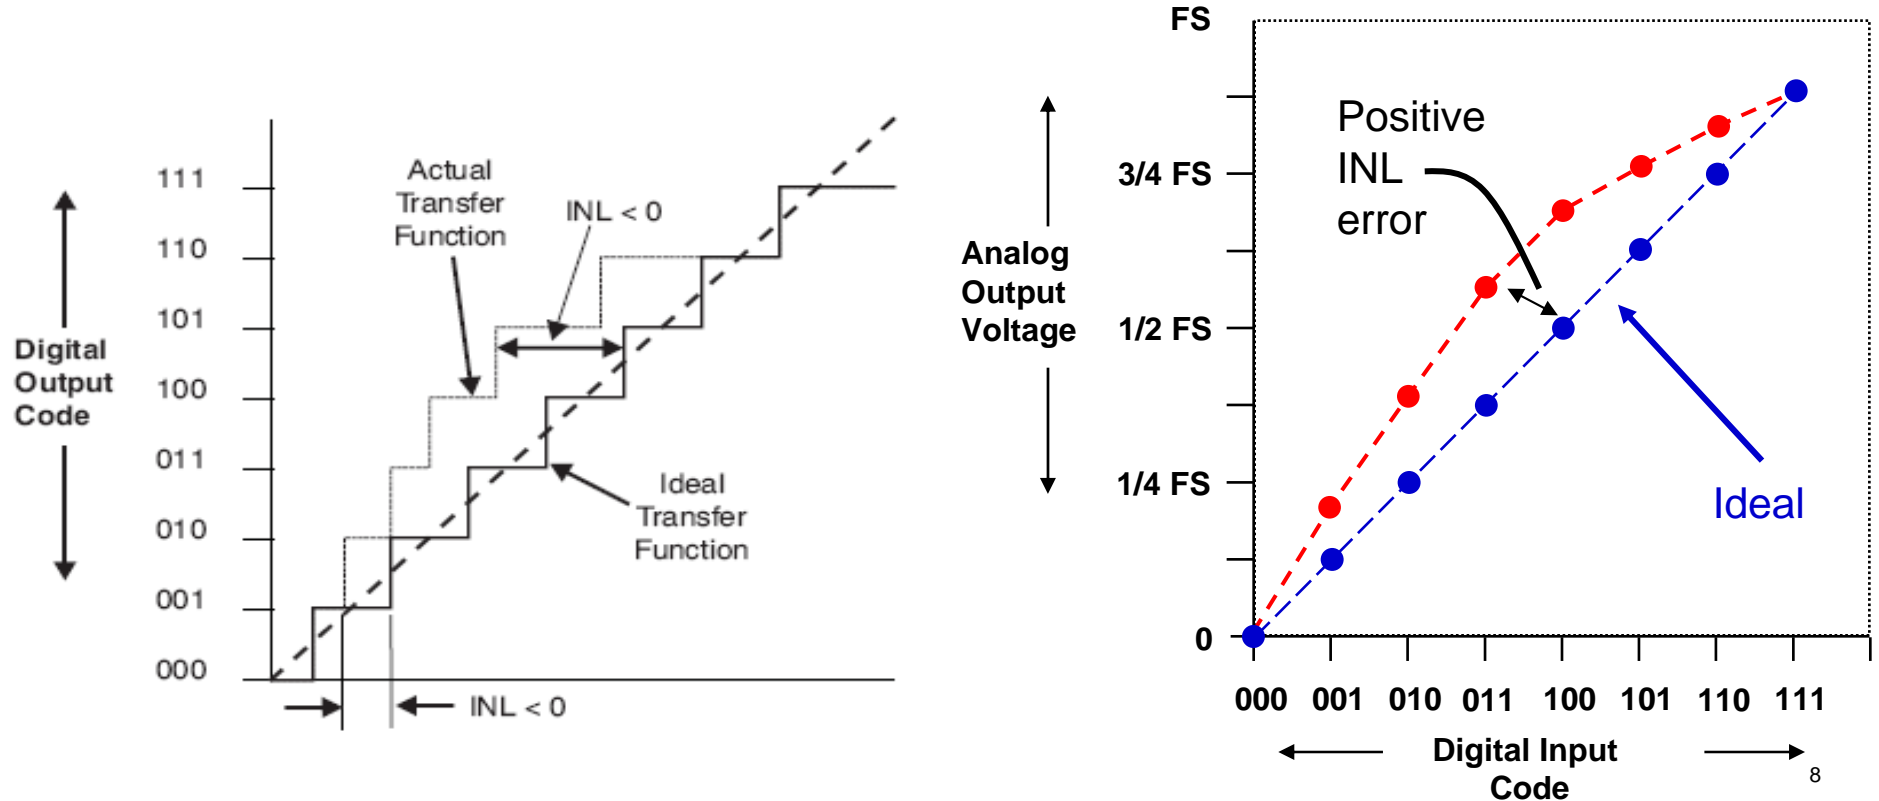 Actual
Transfer
Function
INL < 0
111
110
101
100
011
010
001
000
Digital
Output
Code
Ideal
Transfer
Function
INL < 0
FS
3/4 FS
1/2 FS
1/4 FS
0
Analog
Output
Voltage
Positive
INL
error
Ideal
000 001 010 011 100 101 110 111
Digital Input
Code
8